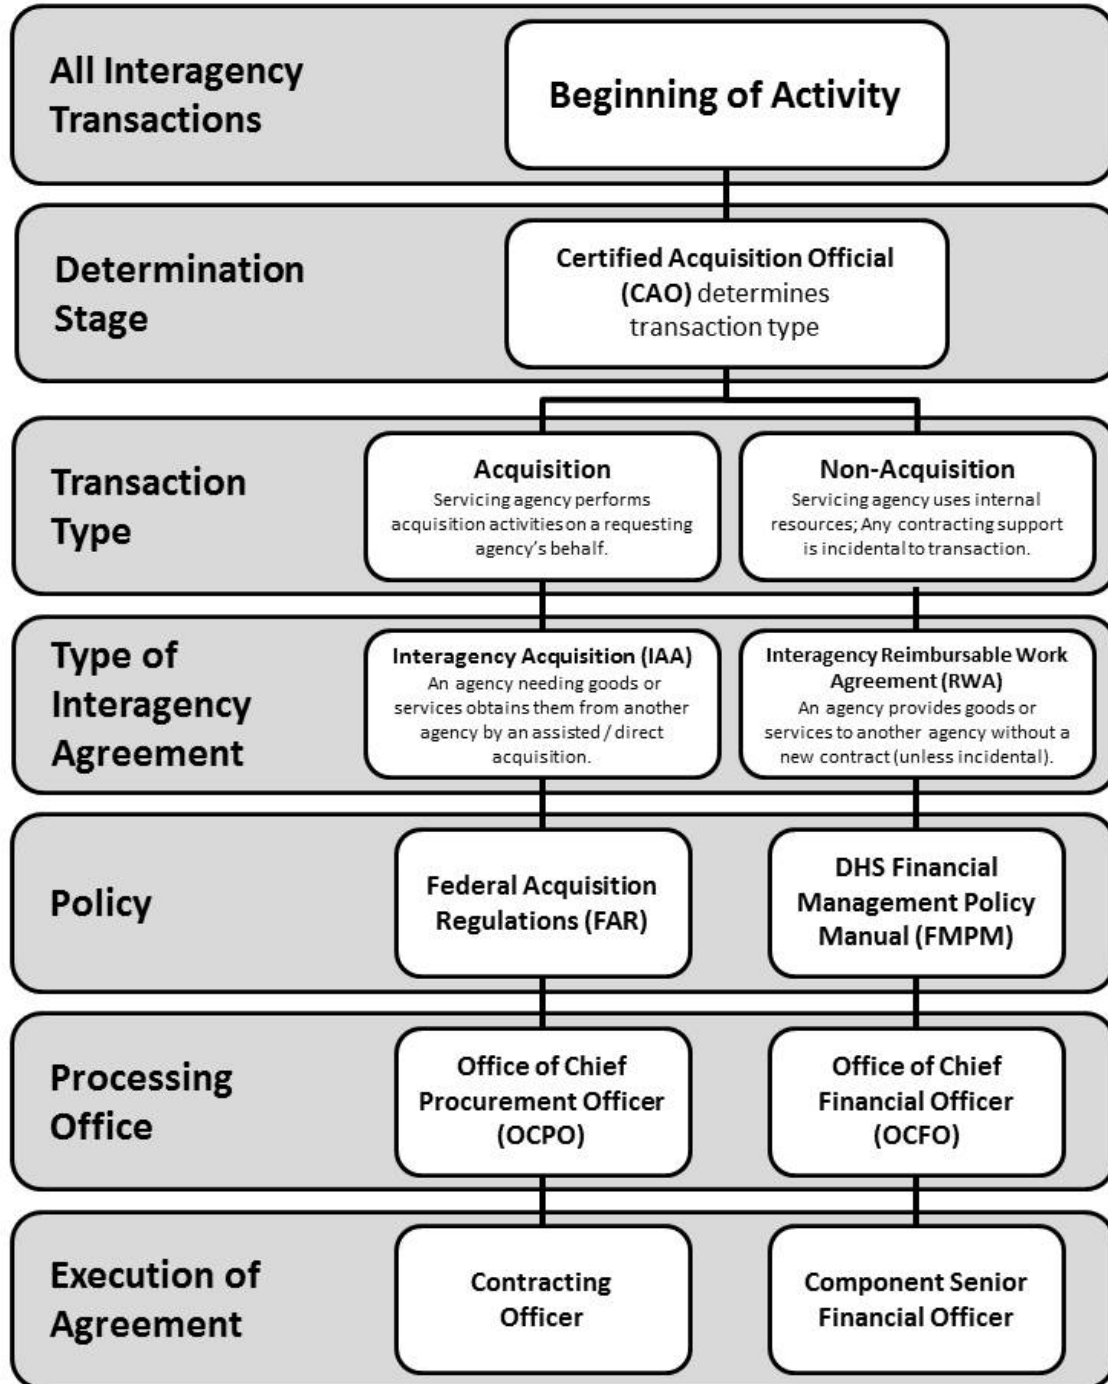 All Interagency
Transactions
Beginning of Activity
Determination
Stage
Certified Acquisition Official
(CAO) determines
transaction type
Transaction
Type
Acquisition
Servicing agency performs
acquisition activities on a requesting
agency's behalf.
Non-Acquisition
Servicing agency uses internal
resources; Any contracting support
is incidental to transaction.
Type of
Interagency
Agreement
Interagency Acquisition (IAA)
An agency needing goods or
services obtains them from another
agency by an assisted / direct
acquisition.
Interagency Reimbursable Work
Agreement (RWA)
An agency provides goods or
services to another agency without a
new contract (unless incidental).
Policy
Federal Acquisition
Regulations (FAR)
DHS Financial
Management Policy
Manual (FMPM)
Processing
Office
Office of Chief
Procurement Officer
(OCPO)
Office of Chief
Financial Officer
(OCFO)
Execution of
Agreement
Contracting
Officer
Component Senior
Financial Officer